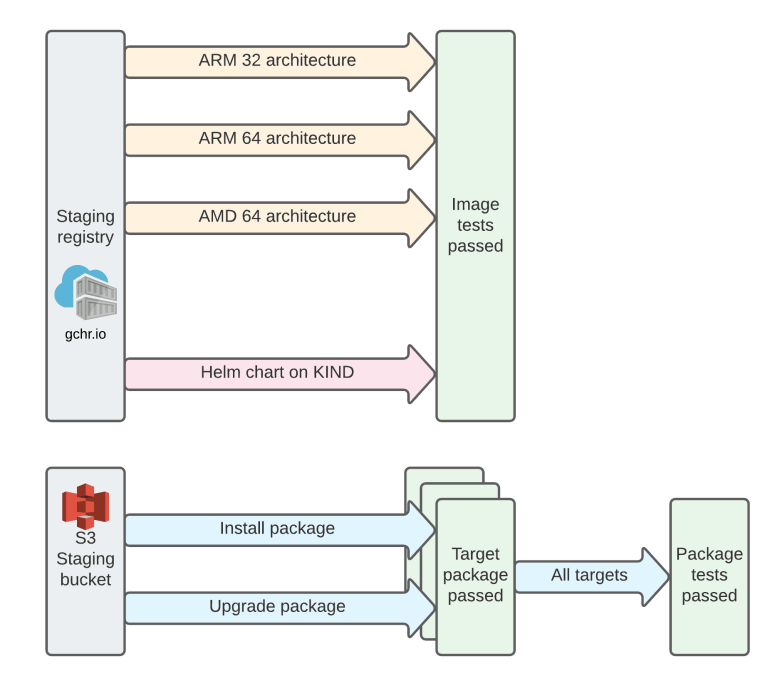 ARM 32 architecture
ARM 64 architecture
AMD 64 architecture
Staging
registry
gchr.io
Helm chart on KIND
Image
tests
passed
S3
Staging
bucket
Install package
Upgrade package
Target
package
passed
All targets
Package
tests
passed